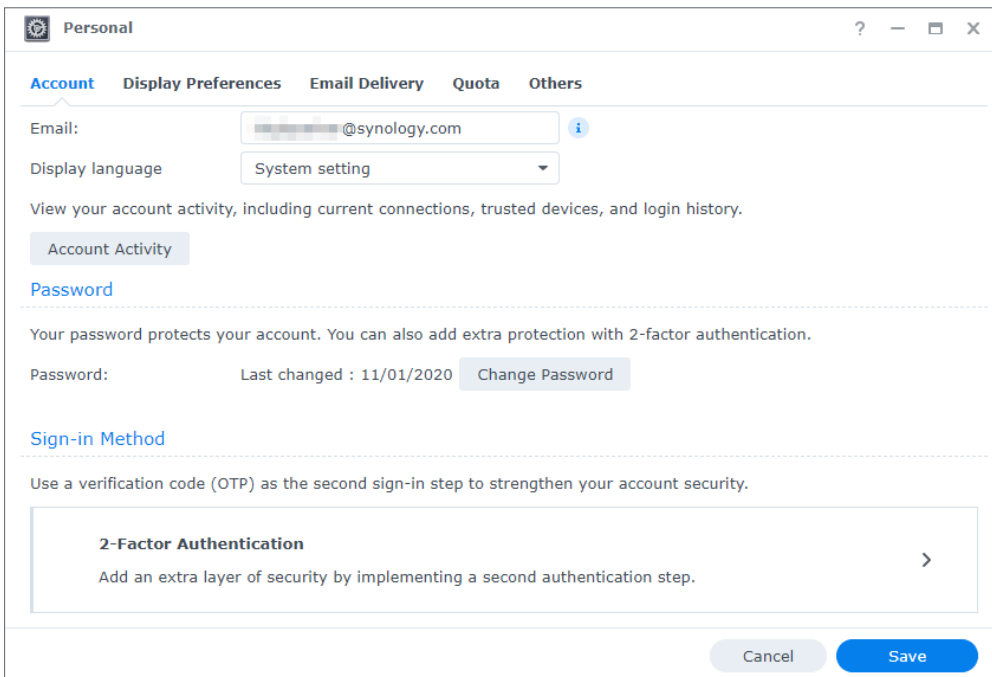 Personal
Account Display Preferences Email Delivery Quota Others
Email: @synology.com
Display language System setting
View your account activity, including current connections, trusted devices, and login history.
Account Activity
Password
Your password protects your account. You can also add extra protection with 2-factor authentication.
Password: Last changed : 11/01/2020 Change Password
Sign-in Method
Use a verification code (OTP) as the second sign-in step to strengthen your account security.
2-Factor Authentication
Add an extra layer of security by implementing a second authentication step.
Cancel Save